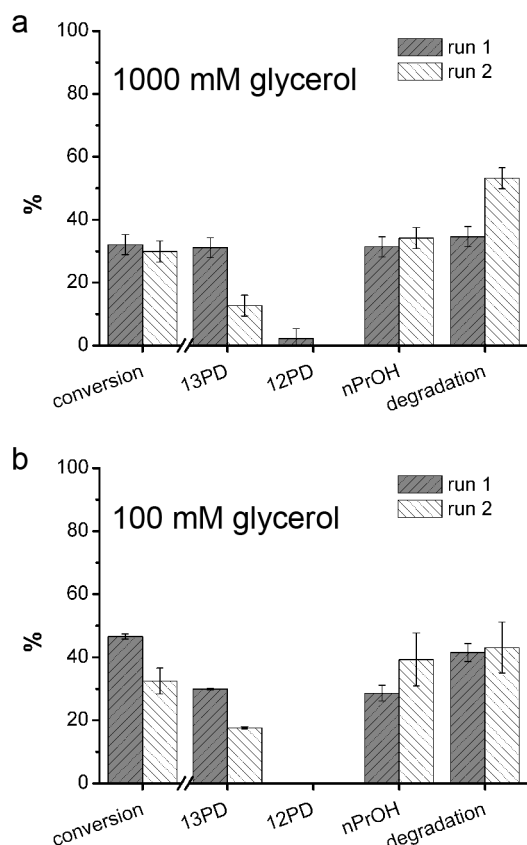 a
100
80
60
40
20
0
%
1000 mM glycerol
run 1
run 2
conversion
13PD
12PD
nPrOH
degradation
b
100
80
60
40
20
0
%
100 mM glycerol
run 1
run 2
conversion
13PD
12PD
nPrOH
degradation